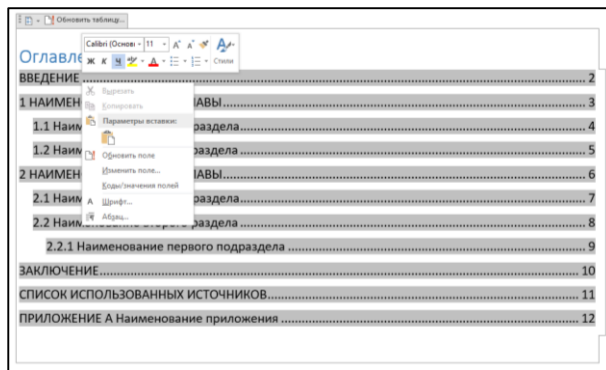 Обновить таблицу...
Calibri (Основ 11
Ж К Ч Стили
Оглавле
ВВЕДЕНИЕ 2
1 НАИМЕН АВЫ 3
1.1 Наим раздела 4
1.2 Наим раздела 5
2 НАИМЕН АВЫ 6
2.1 Наим раздела 7
2.2 Наименование второго раздела 8
2.2.1 Наименование первого подраздела 9
ЗАКЛЮЧЕНИЕ 10
СПИСОК ИСПОЛЬЗОВАННЫХ ИСТОЧНИКОВ 11
ПРИЛОЖЕНИЕ А Наименование приложения 12
Вырезать
Копировать
Параметры вставки:
Обновить поле
Изменить поле...
Коды/значения полей
Шрифт...
Абзац...